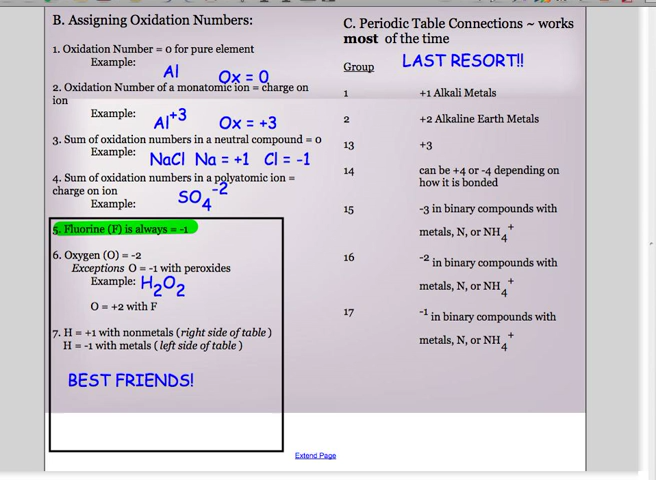 B. Assigning Oxidation Numbers:
1. Oxidation Number = 0 for pure element
Example:
Al Ox = 0
2. Oxidation Number of a monatomic ion = charge on
ion
Example:
Al+3 Ox = +3
3. Sum of oxidation numbers in a neutral compound = 0
Example:
NaCl Na = +1 Cl = -1
4. Sum of oxidation numbers in a polyatomic ion =
charge on ion
Example:
SO4-2
5. Fluorine (F) is always = -1
6. Oxygen (O) = -2
Exceptions O = -1 with peroxides
Example: H2O2
O = +2 with F
7. H = +1 with nonmetals (right side of table)
H = -1 with metals (left side of table)
BEST FRIENDS!
C. Periodic Table Connections ~ works
most of the time
Group LAST RESORT!!
1 +1 Alkali Metals
2 +2 Alkaline Earth Metals
13 +3
14 can be +4 or -4 depending on
how it is bonded
15 -3 in binary compounds with
metals, N, or NH4+
16 -2 in binary compounds with
metals, N, or NH4+
17 -1 in binary compounds with
metals, N, or NH4+
Extend Page